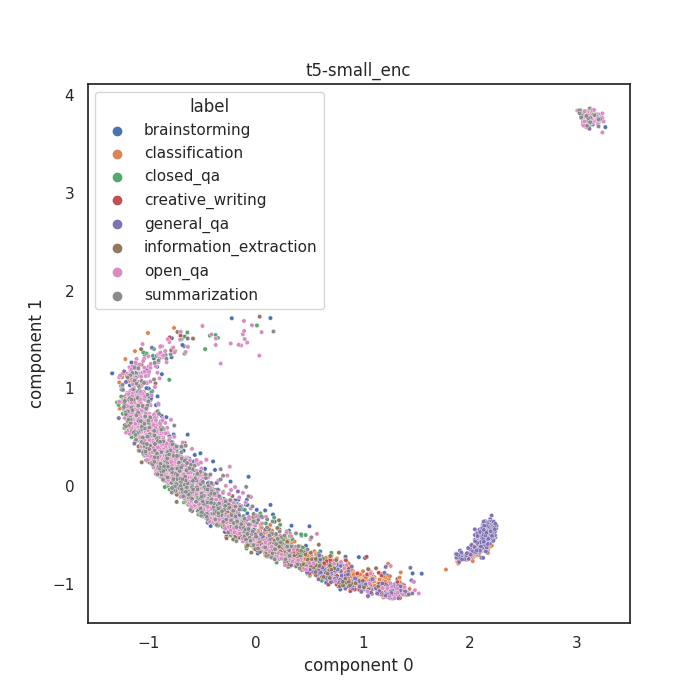 t5-small_enc
label
brainstorming
classification
closed_qa
creative_writing
general_qa
information_extraction
open_qa
summarization
4
3
2
1
0
−1
component 1
−1 0 1 2 3
component 0